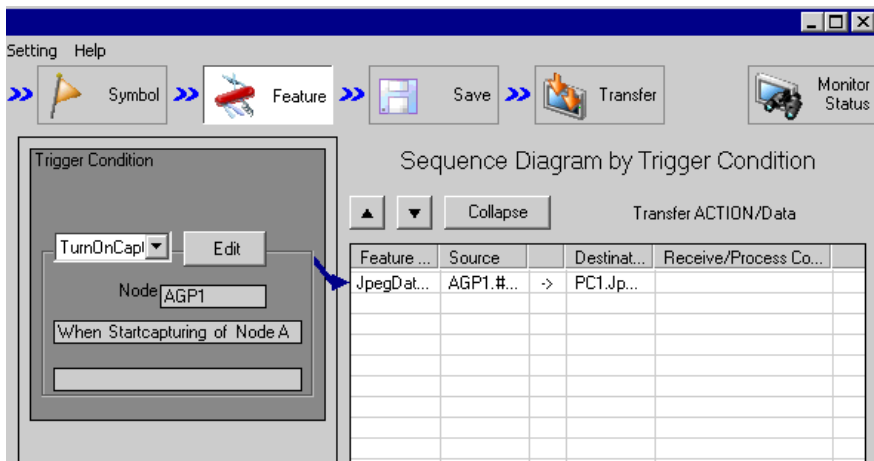 Setting Help
Symbol Feature Save Transfer Monitor Status
Trigger Condition
TurnOnCapt Edit
Node AGP1
When Startcapturing of Node A
Sequence Diagram by Trigger Condition
Collapse Transfer ACTION/Data
Feature ... Source Destinat... Receive/Process Co...
JpegDat... AGP1.#... -> PC1.Jp...